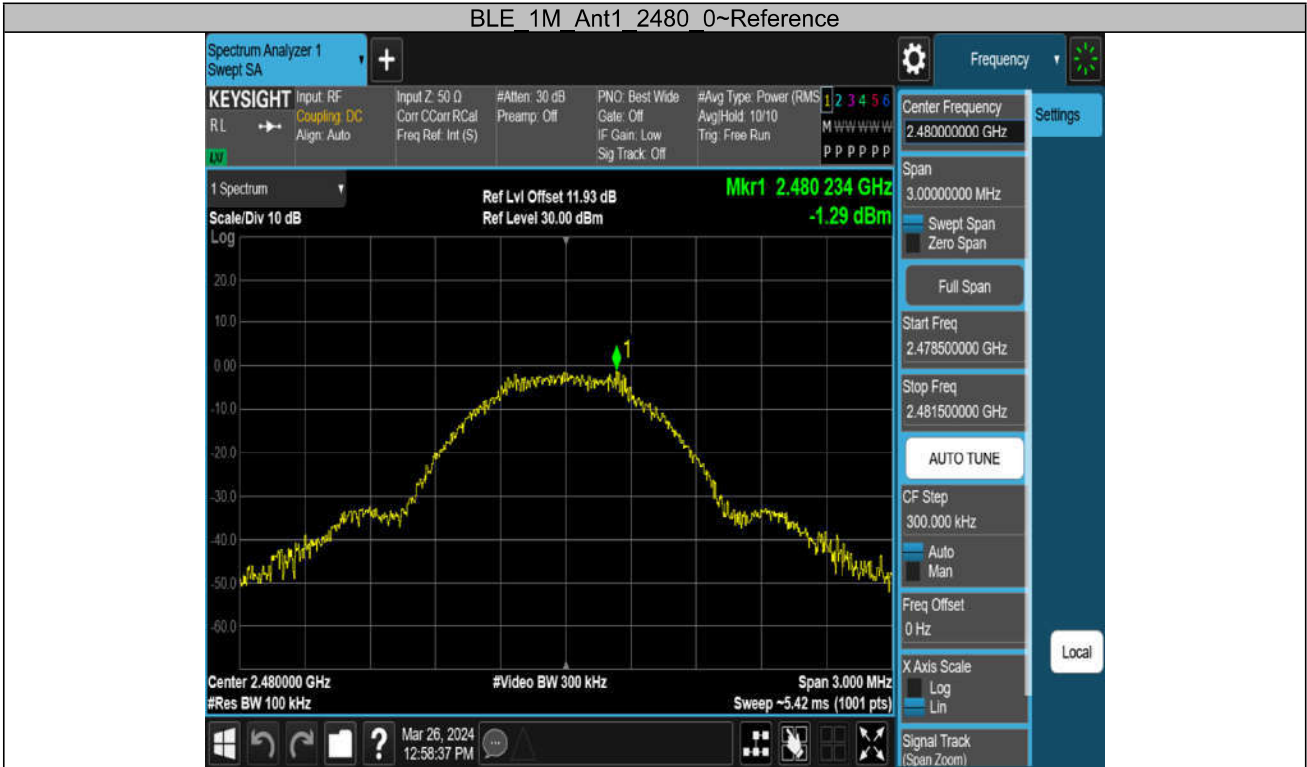 BLE_1M_Ant1_2480_0~Reference
Spectrum Analyzer 1
Swept SA
Frequency
KEYSIGHT
RL
Input: RF
Coupling: DC
Align: Auto
Input Z: 50 Ω
Corr CCorr RCal
Freq Ref: Int (S)
#Atten: 30 dB
Preamp: Off
PNO: Best Wide
Gate: Off
IF Gain: Low
Sig Track: Off
#Avg Type: Power (RMS
Avg|Hold: 10/10
Trig: Free Run
1 2 3 4 5 6
M W W W W W
P P P P P P
1 Spectrum
Scale/Div 10 dB
Log
Ref Lvl Offset 11.93 dB
Ref Level 30.00 dBm
Mkr1 2.480 234 GHz
-1.29 dBm
20.0
10.0
0.00
-10.0
-20.0
-30.0
-40.0
-50.0
-60.0
1
Center 2.480000 GHz
#Res BW 100 kHz
#Video BW 300 kHz
Span 3.000 MHz
Sweep ~5.42 ms (1001 pts)
Center Frequency
2.480000000 GHz
Settings
Span
3.00000000 MHz
Swept Span
Zero Span
Full Span
Start Freq
2.478500000 GHz
Stop Freq
2.481500000 GHz
AUTO TUNE
CF Step
300.000 kHz
Auto
Man
Freq Offset
0 Hz
X Axis Scale
Log
Lin
Local
Signal Track
(Span Zoom)
?
Mar 26, 2024
12:58:37 PM